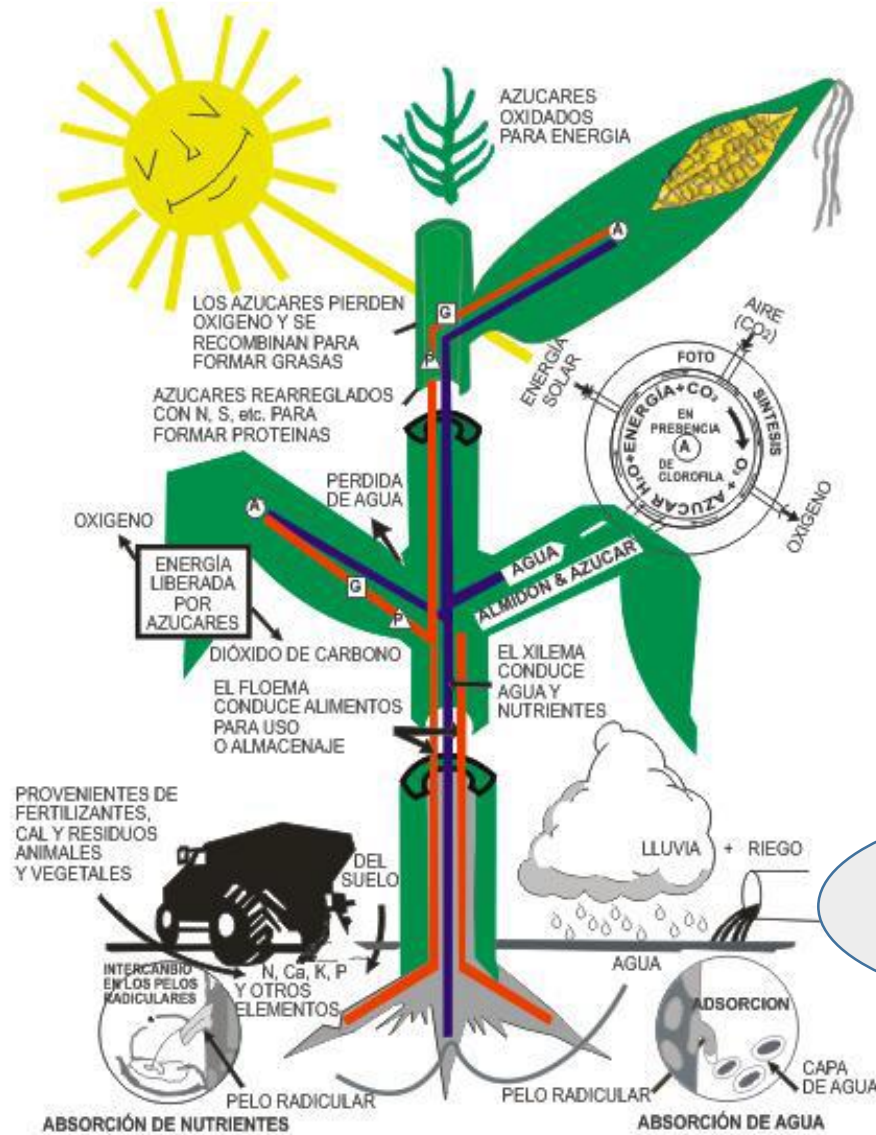 AZUCARES
OXIDADOS
PARA ENERGIA
A
G
P
LOS AZUCARES PIERDEN
OXIGENO Y SE
RECOMBINAN PARA
FORMAR GRASAS
AZUCARES REARREGLADOS
CON N, S, etc. PARA
FORMAR PROTEINAS
AIRE
(CO₂)
ENERGÍA
SOLAR
FOTO
SINTESIS
H₂O+ENERGÍA+CO₂
O₂ + AZUCAR
EN
PRESENCIA
A
DE
CLOROFILA
OXIGENO
PERDIDA
DE AGUA
OXIGENO
A
G
P
ENERGÍA
LIBERADA
POR
AZUCARES
DIÓXIDO DE CARBONO
AGUA
ALMIDON & AZUCAR
EL XILEMA
CONDUCE
AGUA Y
NUTRIENTES
EL FLOEMA
CONDUCE ALIMENTOS
PARA USO
O ALMACENAJE
PROVENIENTES DE
FERTILIZANTES,
CAL Y RESIDUOS
ANIMALES
Y VEGETALES
DEL
SUELO
LLUVIA + RIEGO
AGUA
N, Ca, K, P
Y OTROS
ELEMENTOS
INTERCAMBIO
EN LOS PELOS
RADICULARES
PELO RADICULAR
ABSORCIÓN DE NUTRIENTES
ADSORCION
PELO RADICULAR
CAPA
DE AGUA
ABSORCIÓN DE AGUA